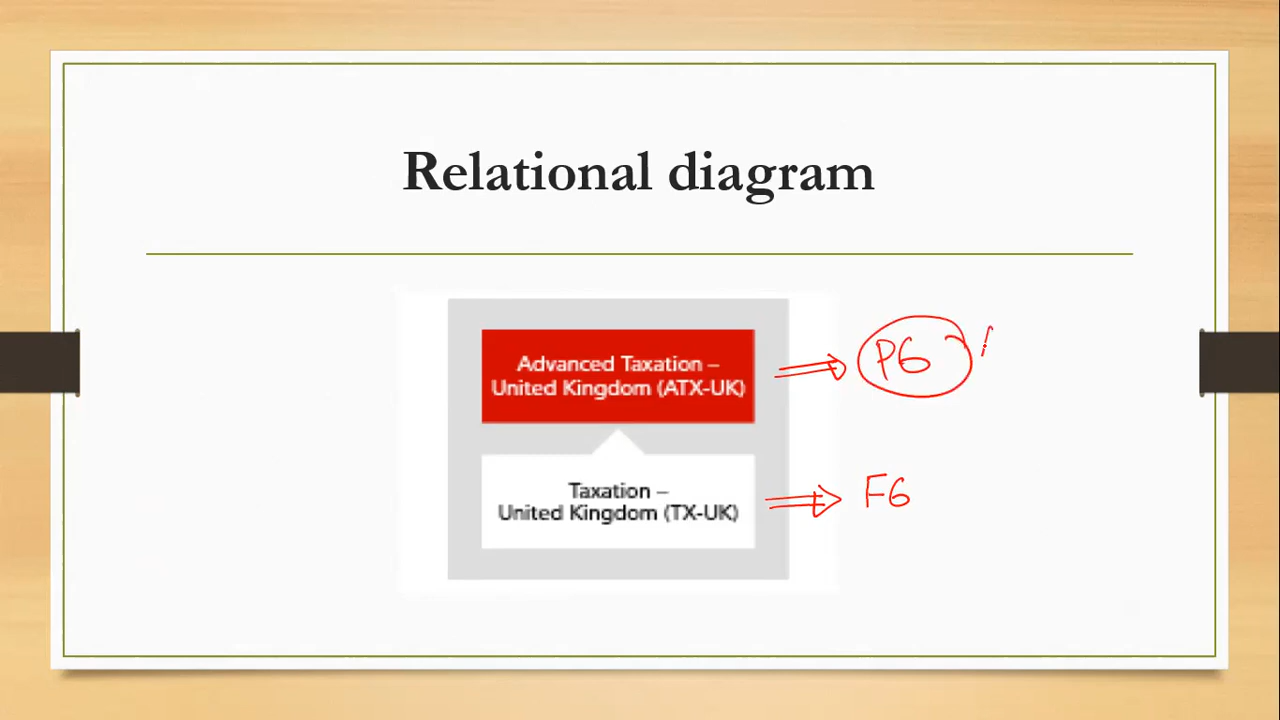 Relational diagram
Advanced Taxation –
United Kingdom (ATX-UK)
P6
Taxation –
United Kingdom (TX-UK)
F6